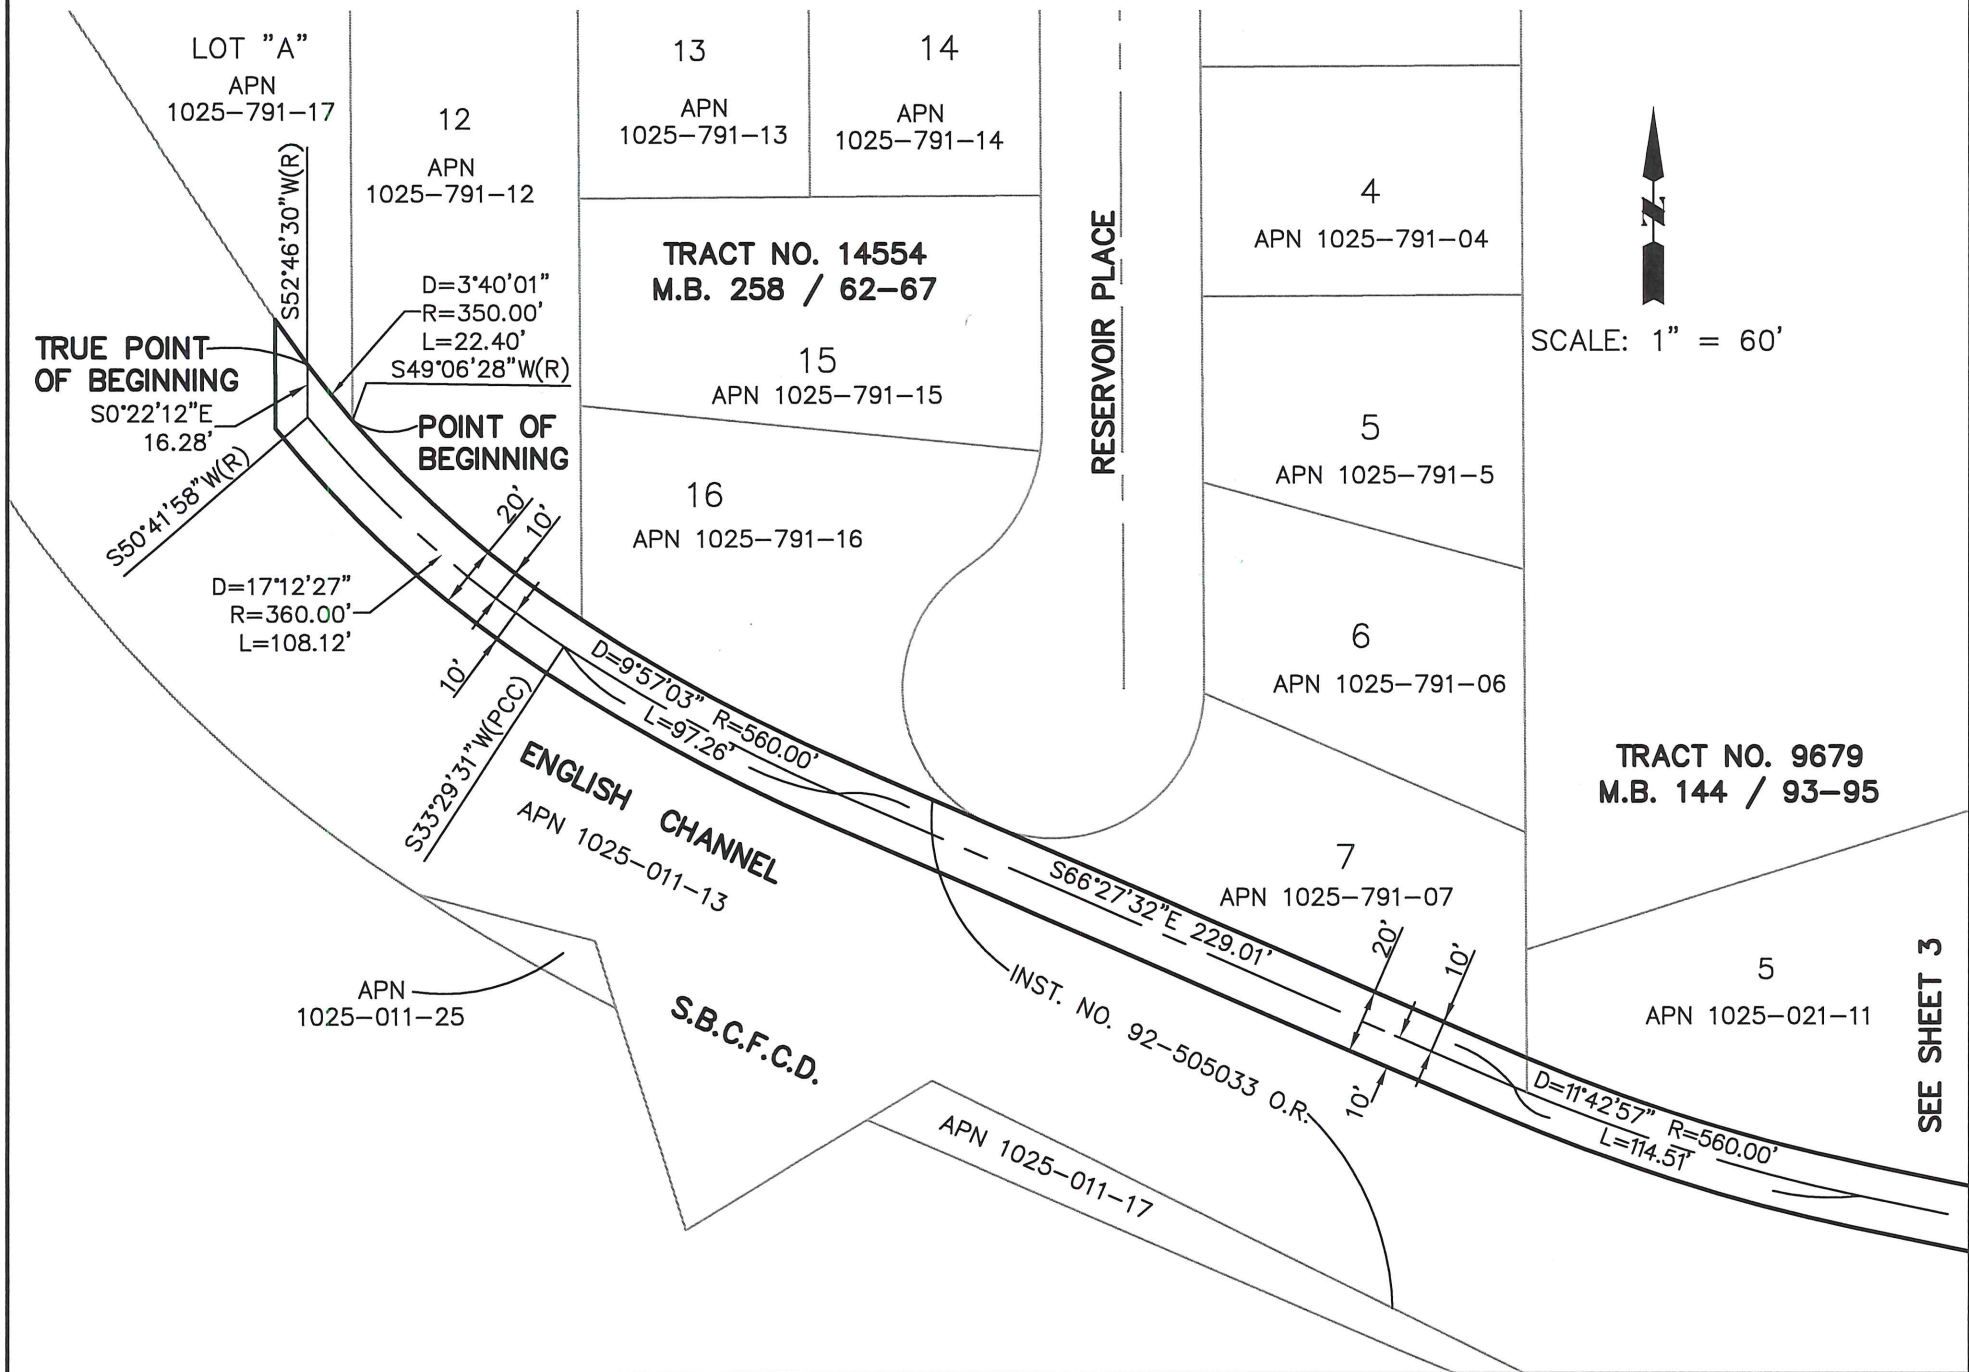 LOT "A"
APN
1025-791-17
12
APN
1025-791-12
13
APN
1025-791-13
14
APN
1025-791-14
4
APN 1025-791-04
N
SCALE: 1" = 60'
TRACT NO. 14554
M.B. 258 / 62-67
RESERVOIR PLACE
S52°46'30"W(R)
D=3°40'01"
R=350.00'
L=22.40'
S49°06'28"W(R)
TRUE POINT
OF BEGINNING
S0°22'12"E
16.28'
POINT OF
BEGINNING
S50°41'58"W(R)
15
APN 1025-791-15
5
APN 1025-791-5
16
APN 1025-791-16
20'
10'
10'
D=17°12'27"
R=360.00'
L=108.12'
6
APN 1025-791-06
D=9°57'03" R=560.00'
L=97.26'
S33°29'31"W(PCC)
ENGLISH CHANNEL
APN 1025-011-13
TRACT NO. 9679
M.B. 144 / 93-95
7
APN 1025-791-07
S66°27'32"E 229.01'
20'
10'
10'
INST. NO. 92-505033 O.R.
5
APN 1025-021-11
SEE SHEET 3
APN
1025-011-25
S.B.C.F.C.D.
D=11°42'57" R=560.00'
L=114.51'
APN 1025-011-17